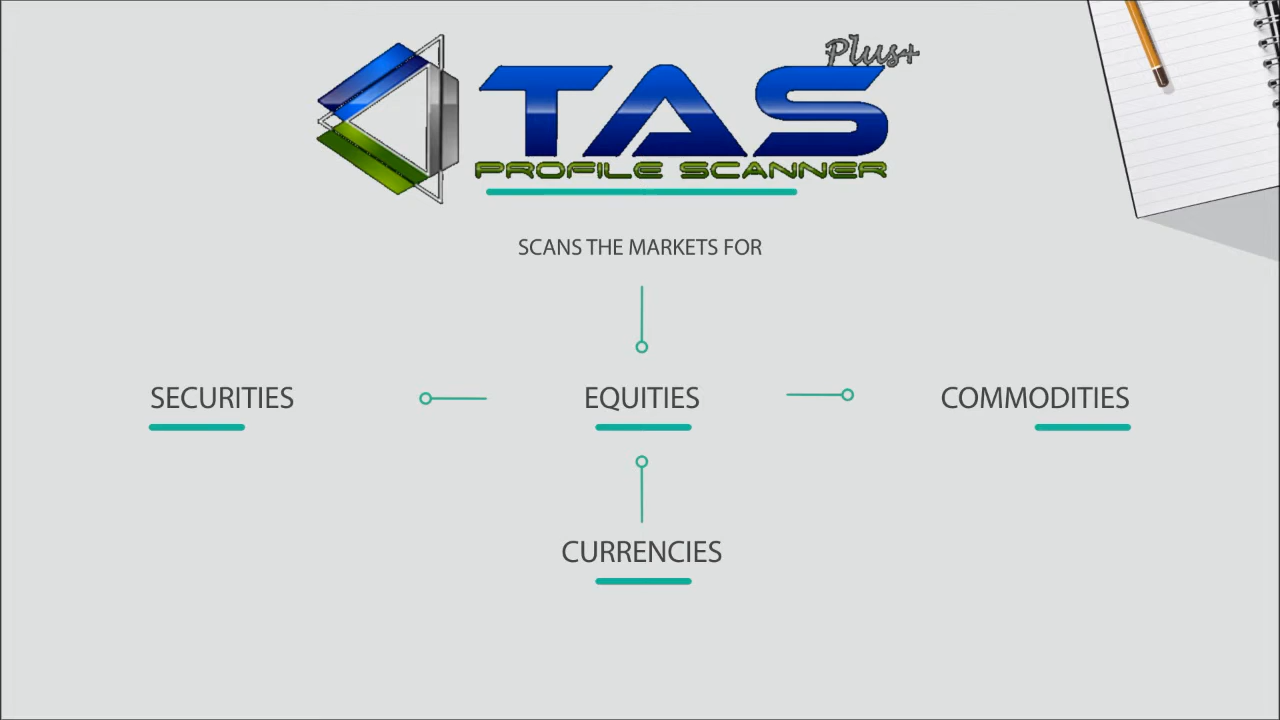 Plus+
TAS
PROFILE SCANNER
SCANS THE MARKETS FOR
SECURITIES
EQUITIES
COMMODITIES
CURRENCIES